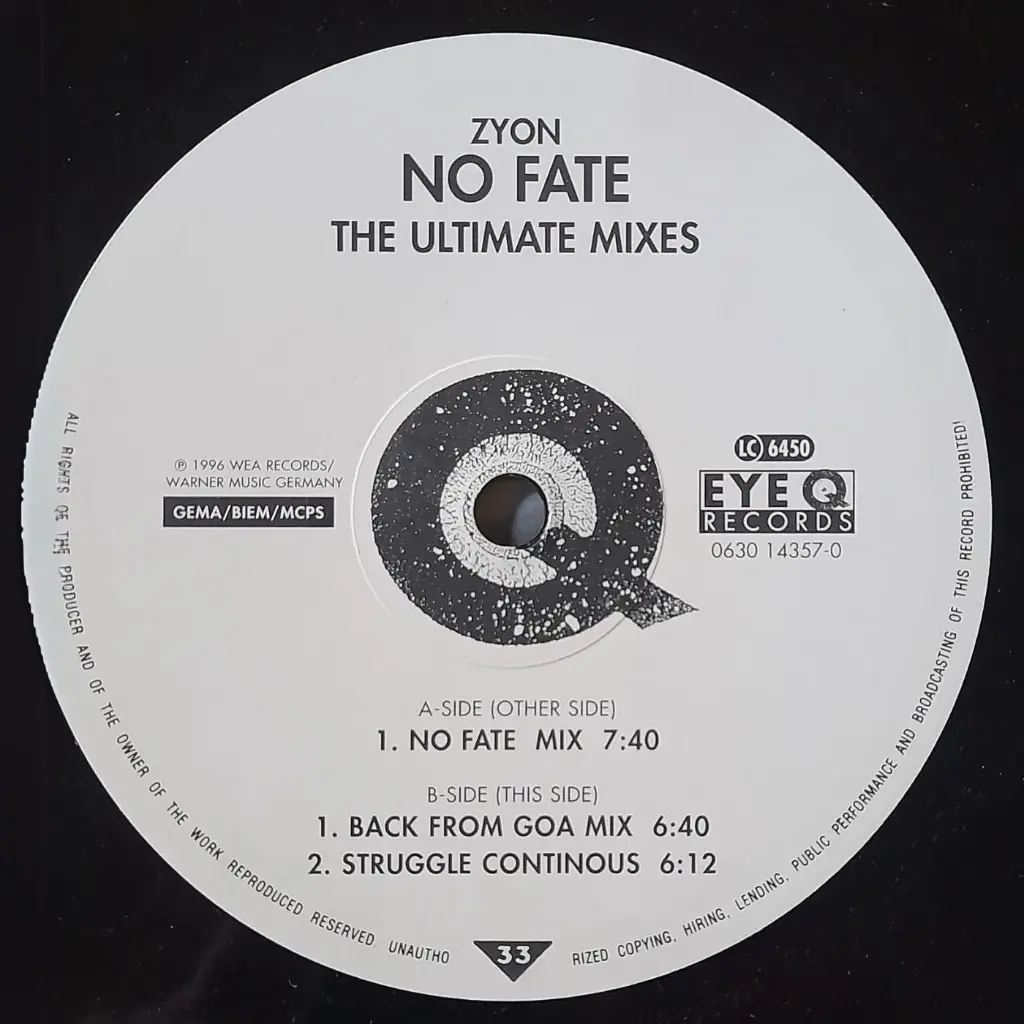 ZYON
NO FATE
THE ULTIMATE MIXES
℗ 1996 WEA RECORDS/
WARNER MUSIC GERMANY
GEMA/BIEM/MCPS
LC 6450
EYE Q
RECORDS
0630 14357-0
A-SIDE (OTHER SIDE)
1. NO FATE MIX 7:40
B-SIDE (THIS SIDE)
1. BACK FROM GOA MIX 6:40
2. STRUGGLE CONTINOUS 6:12
33
ALL RIGHTS OF THE PRODUCER AND OF THE OWNER OF THE WORK REPRODUCED RESERVED. UNAUTHO
RIZED COPYING, HIRING, LENDING, PUBLIC PERFORMANCE AND BROADCASTING OF THIS RECORD PROHIBITED!